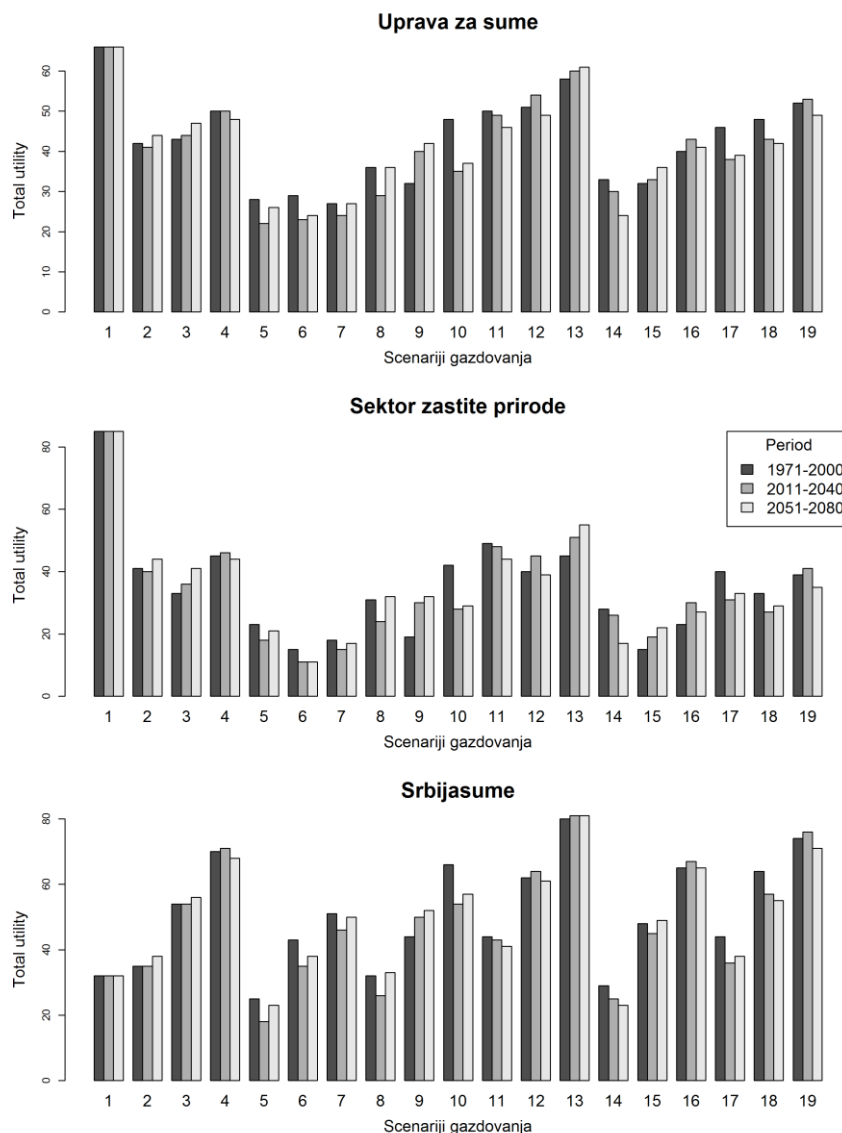 Uprava za sume
Total utility
0 10 20 30 40 50 60
1 2 3 4 5 6 7 8 9 10 11 12 13 14 15 16 17 18 19
Scenariji gazdovanja
Sektor zastite prirode
Total utility
0 20 40 60 80
Period
1971-2000
2011-2040
2051-2080
1 2 3 4 5 6 7 8 9 10 11 12 13 14 15 16 17 18 19
Scenariji gazdovanja
Srbijasume
Total utility
0 20 40 60 80
1 2 3 4 5 6 7 8 9 10 11 12 13 14 15 16 17 18 19
Scenariji gazdovanja